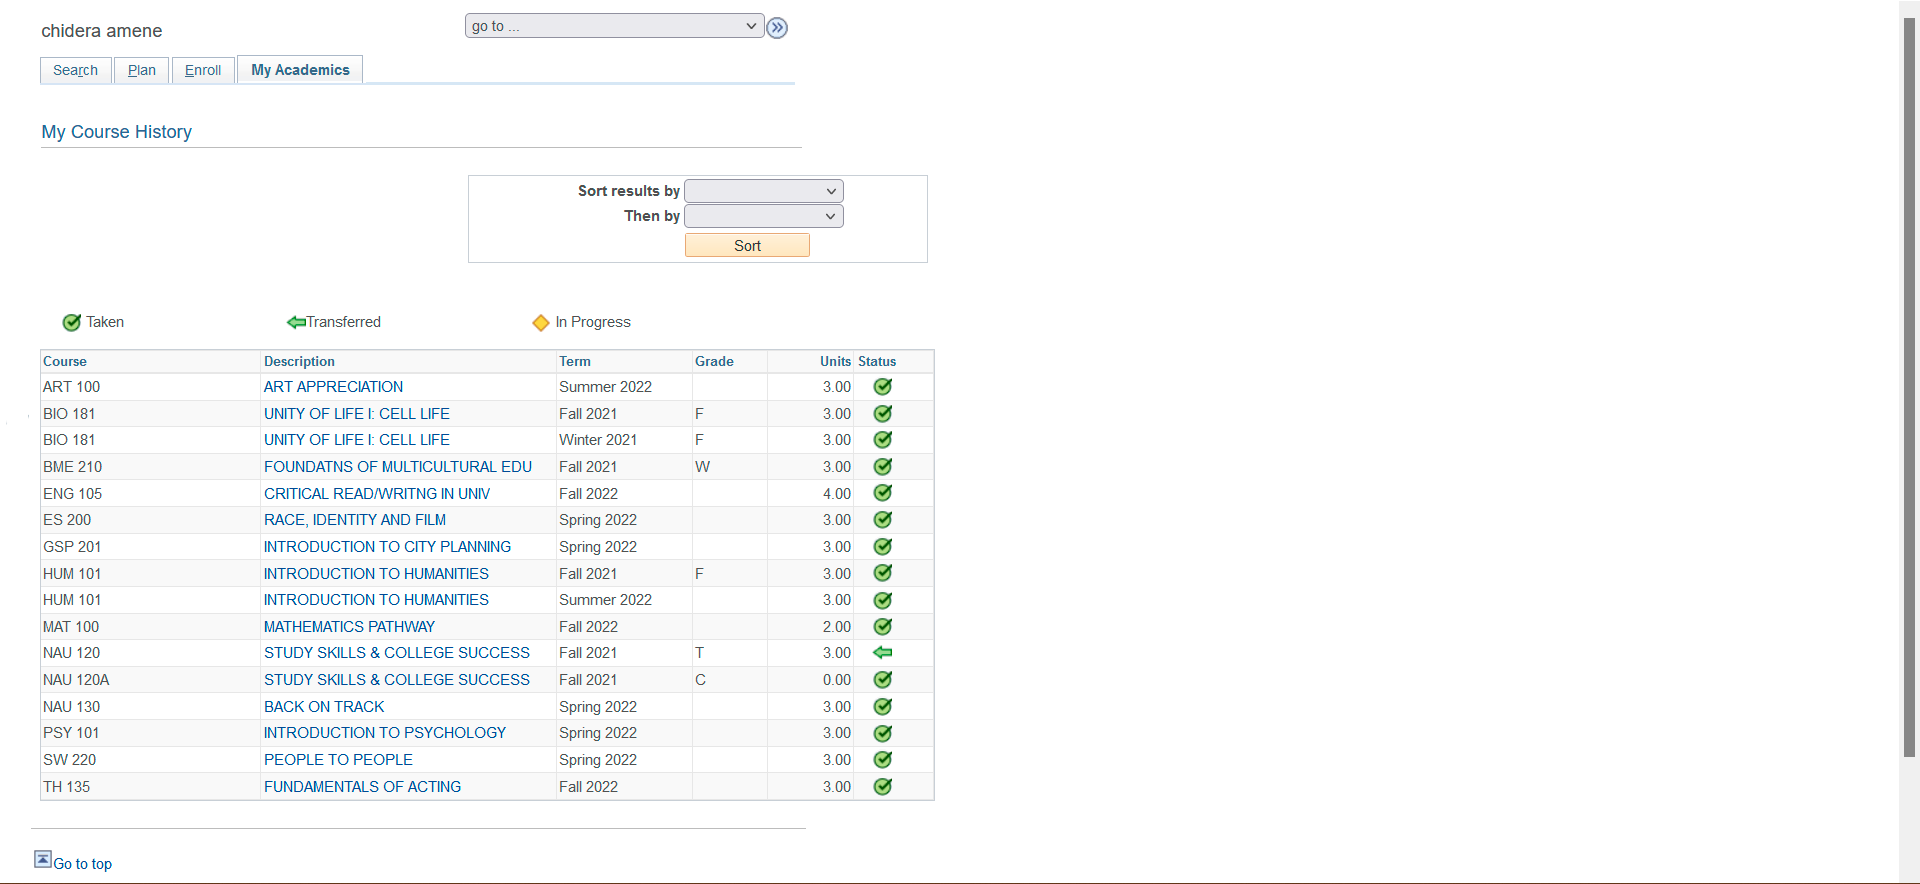 chidera amene
go to ...
Search Plan Enroll My Academics
My Course History
Sort results by
Then by
Sort
Taken Transferred In Progress
Course Description Term Grade Units Status
ART 100 ART APPRECIATION Summer 2022 3.00
BIO 181 UNITY OF LIFE I: CELL LIFE Fall 2021 F 3.00
BIO 181 UNITY OF LIFE I: CELL LIFE Winter 2021 F 3.00
BME 210 FOUNDATNS OF MULTICULTURAL EDU Fall 2021 W 3.00
ENG 105 CRITICAL READ/WRITNG IN UNIV Fall 2022 4.00
ES 200 RACE, IDENTITY AND FILM Spring 2022 3.00
GSP 201 INTRODUCTION TO CITY PLANNING Spring 2022 3.00
HUM 101 INTRODUCTION TO HUMANITIES Fall 2021 F 3.00
HUM 101 INTRODUCTION TO HUMANITIES Summer 2022 3.00
MAT 100 MATHEMATICS PATHWAY Fall 2022 2.00
NAU 120 STUDY SKILLS & COLLEGE SUCCESS Fall 2021 T 3.00
NAU 120A STUDY SKILLS & COLLEGE SUCCESS Fall 2021 C 0.00
NAU 130 BACK ON TRACK Spring 2022 3.00
PSY 101 INTRODUCTION TO PSYCHOLOGY Spring 2022 3.00
SW 220 PEOPLE TO PEOPLE Spring 2022 3.00
TH 135 FUNDAMENTALS OF ACTING Fall 2022 3.00
Go to top